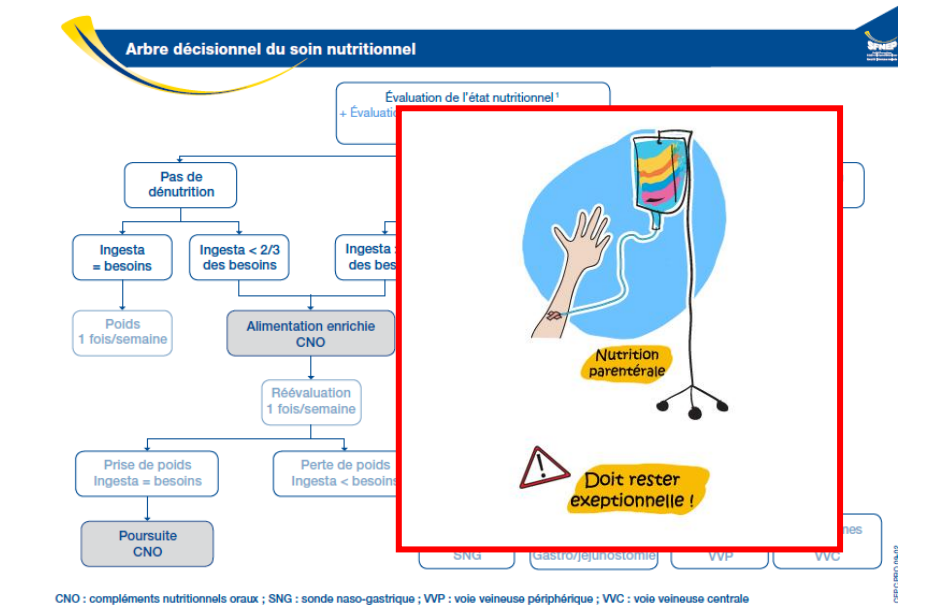 Arbre décisionnel du soin nutritionnel
SFNEP
Évaluation de l'état nutritionnel 1
Pas de
dénutrition
Ingesta
= besoins
Ingesta < 2/3
des besoins
Ingesta
Poids
1 fois/semaine
Alimentation enrichie
CNO
Nutrition
parentérale
Réévaluation
1 fois/semaine
Prise de poids
Ingesta = besoins
Perte de poids
Ingesta < besoins
Doit rester
exeptionnelle !
Poursuite
CNO
SNG
Gastro/jéjunostomie
VVP
VVC
CNO : compléments nutritionnels oraux ; SNG : sonde naso-gastrique ; VVP : voie veineuse périphérique ; VVC : voie veineuse centrale